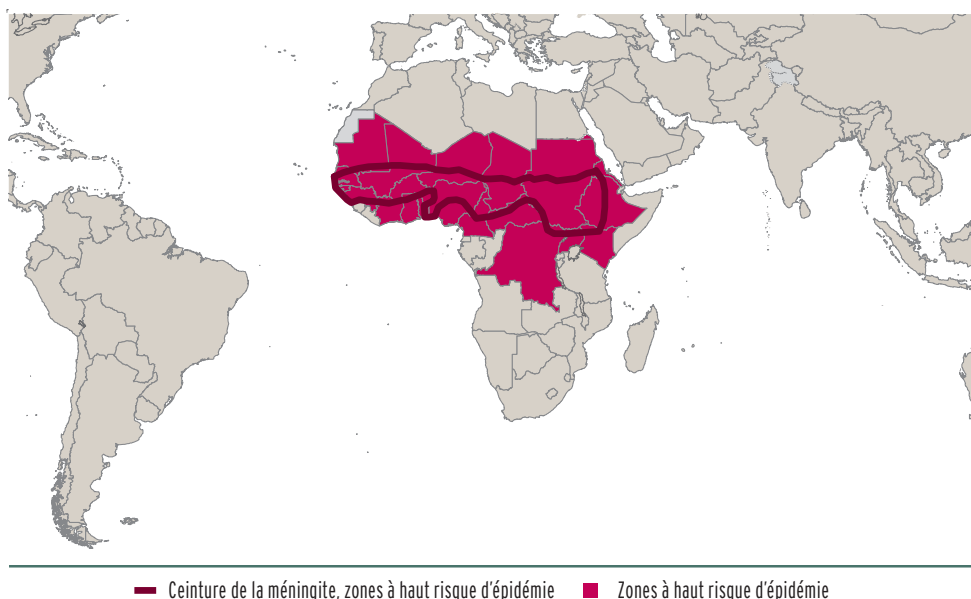 Ceinture de la méningite, zones à haut risque d'épidémie
Zones à haut risque d'épidémie